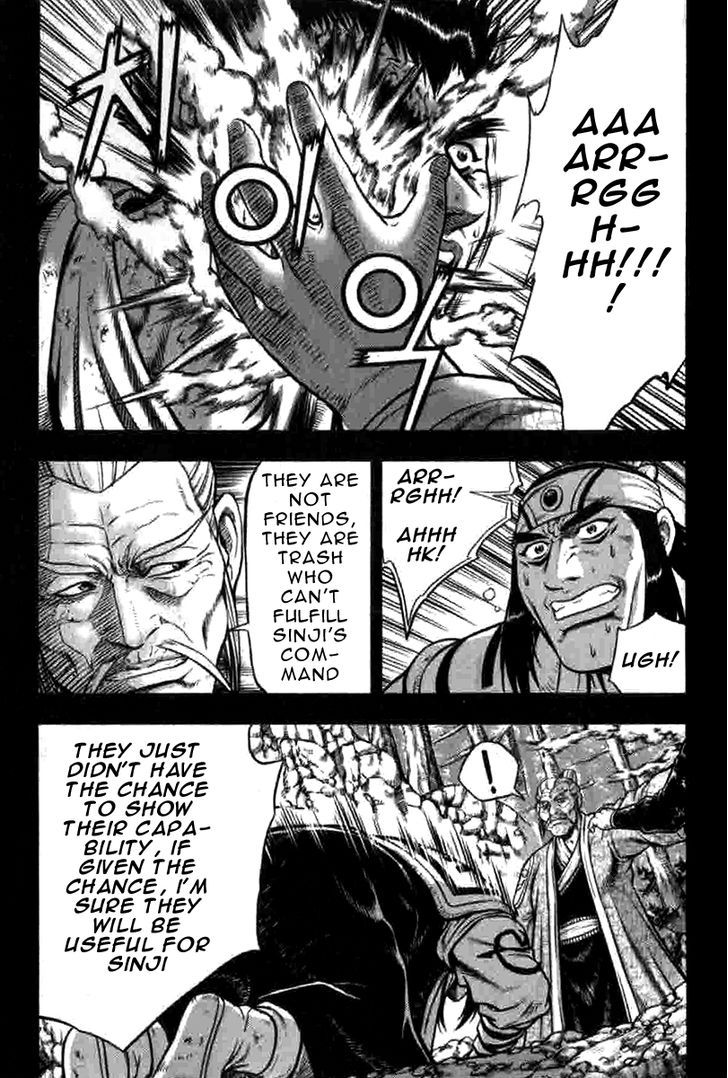 치이익
AAA
ARR-
RGG
H-
HH!!!
!
ARR-
RGHH!
AHHH
HK!
UGH!
THEY ARE
NOT
FRIENDS,
THEY ARE
TRASH
WHO
CAN'T
FULFILL
SINJI'S
COM-
MAND
THEY JUST
DIDN'T HAVE
THE CHANCE
TO SHOW
THEIR CAPA-
BILITY, IF
GIVEN THE
CHANCE, I'M
SURE THEY
WILL BE
USEFUL FOR
SINJI
!